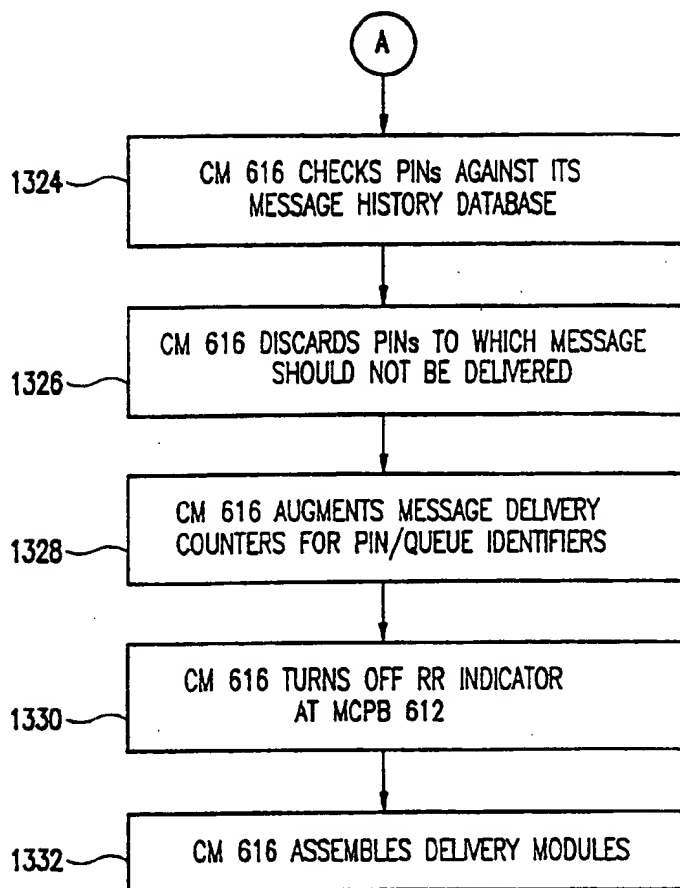 A
1324
CM 616 CHECKS PINs AGAINST ITS
MESSAGE HISTORY DATABASE
1326
CM 616 DISCARDS PINs TO WHICH MESSAGE
SHOULD NOT BE DELIVERED
1328
CM 616 AUGMENTS MESSAGE DELIVERY
COUNTERS FOR PIN/QUEUE IDENTIFIERS
1330
CM 616 TURNS OFF RR INDICATOR
AT MCPB 612
1332
CM 616 ASSEMBLES DELIVERY MODULES